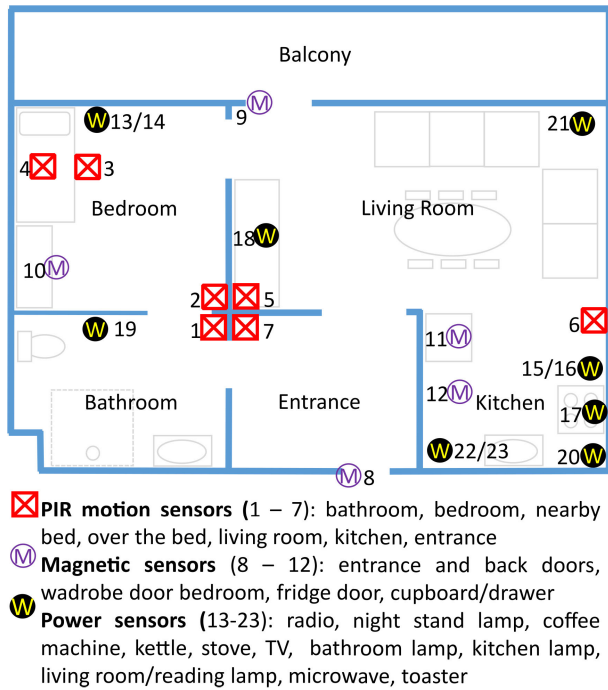 Balcony
W 13/14
9 M
21 W
4 3
Bedroom
Living Room
18 W
10 M
2 5
1 7
W 19
6
11 M
15/16 W
12 M
Kitchen
17 W
Bathroom
Entrance
W 22/23
20 W
M 8
PIR motion sensors (1 – 7): bathroom, bedroom, nearby
bed, over the bed, living room, kitchen, entrance
M Magnetic sensors (8 – 12): entrance and back doors,
wadrobe door bedroom, fridge door, cupboard/drawer
W Power sensors (13-23): radio, night stand lamp, coffee
machine, kettle, stove, TV, bathroom lamp, kitchen lamp,
living room/reading lamp, microwave, toaster